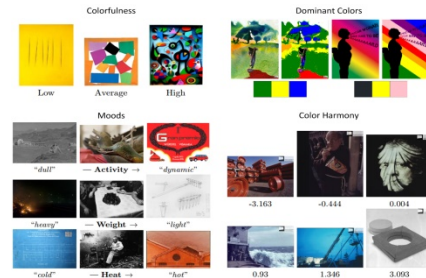 Colorfulness
Low
Average
High
Dominant Colors
Moods
"dull"
— Activity →
"dynamic"
"heavy"
— Weight →
"light"
"cold"
— Heat →
"hot"
Color Harmony
-3.163
-0.444
0.004
0.93
1.346
3.093